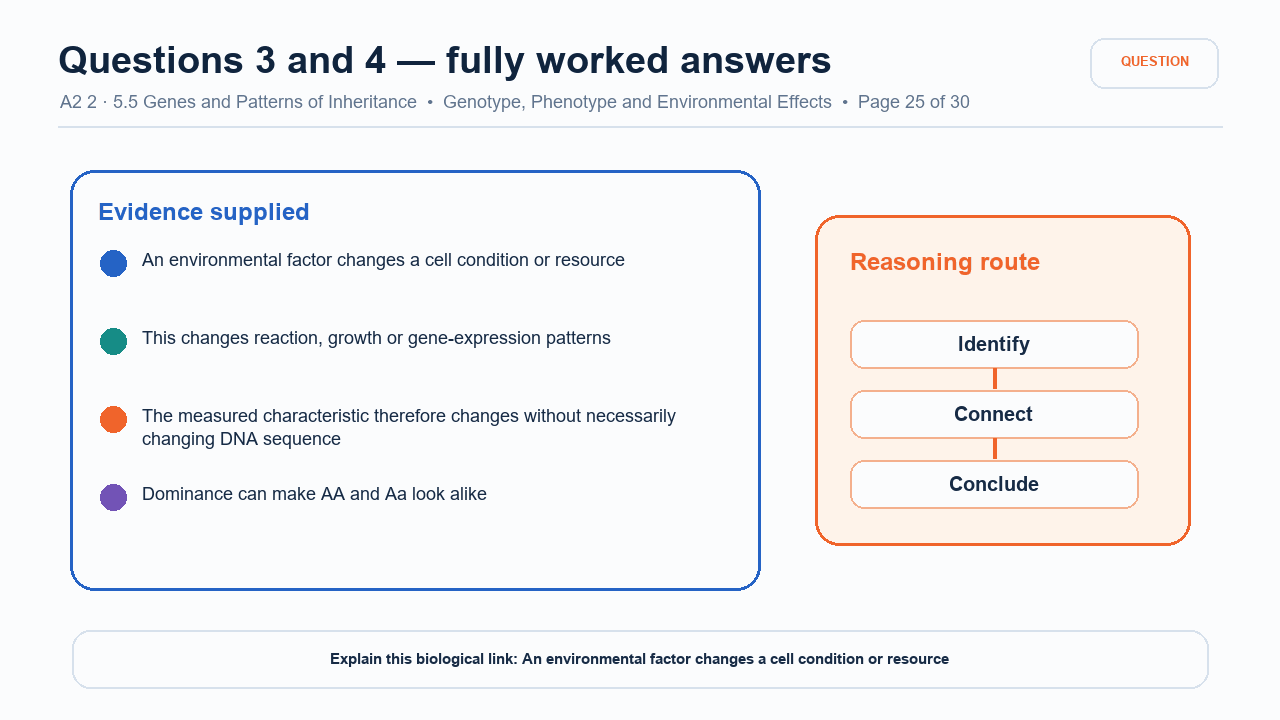 Questions 3 and 4 — fully worked answers
QUESTION
A2 2 · 5.5 Genes and Patterns of Inheritance • Genotype, Phenotype and Environmental Effects • Page 25 of 30
Evidence supplied
An environmental factor changes a cell condition or resource
This changes reaction, growth or gene-expression patterns
The measured characteristic therefore changes without necessarily
changing DNA sequence
Dominance can make AA and Aa look alike
Reasoning route
Identify
Connect
Conclude
Explain this biological link: An environmental factor changes a cell condition or resource